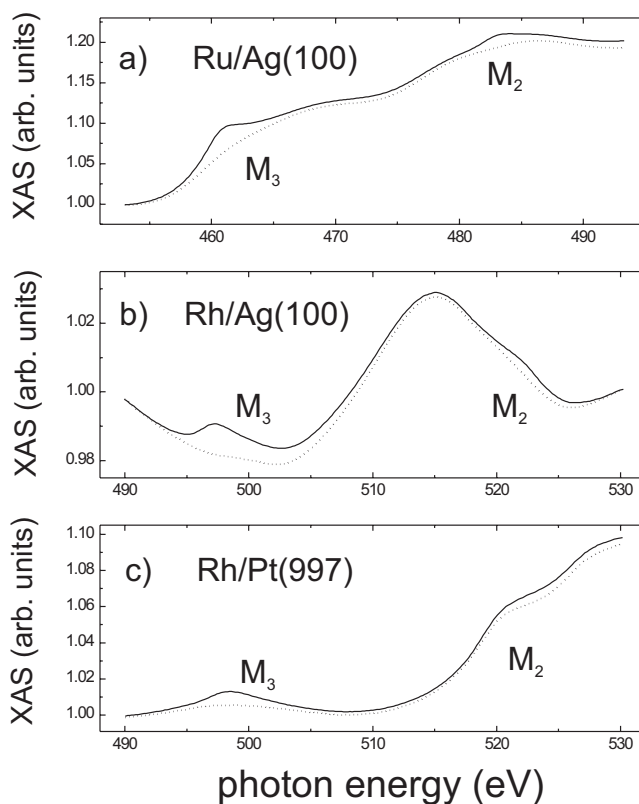 a) Ru/Ag(100)
XAS (arb. units)
1.20
1.15
1.10
1.05
1.00
M3
M2
460 470 480 490
b) Rh/Ag(100)
XAS (arb. units)
1.02
1.00
0.98
M3
M2
490 500 510 520 530
c) Rh/Pt(997)
XAS (arb. units)
1.10
1.08
1.06
1.04
1.02
1.00
M3
M2
490 500 510 520 530
photon energy (eV)